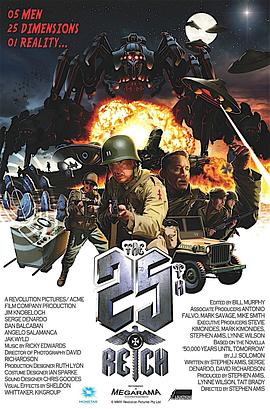 05 MEN
25 DIMENSIONS
01 REALITY...
THE
25th
REICH
A REVOLUTION PICTURES/ ACME
FILM COMPANY PRODUCTION
JIM KNOBELOCH
SERGE DENARDO
DAN BALCABAN
ANGELO SALAMANCA
JAK WYLD
MUSIC BY RICKY EDWARDS
DIRECTOR OF PHOTOGRAPHY DAVID
RICHARDSON
PRODUCTION DESIGNER RUTH LYON
COSTUME DESIGNER IAN SPARKE
SOUND DESIGNER CHRIS GOODES
VISUAL EFFECTS BY SHELDON
WHITTAKER, KKGROUP
EDITED BY BILL MURPHY
ASSOCIATE PRODUCERS ANTONIO
FALVO, MARK SAVAGE, MIKE SMITH
EXECUTIVE PRODUCERS STEVIE
KIMONIDES, MARK KIMONIDES,
STEPHEN AMIS, LYNNE WILSON
BASED ON THE NOVELLA
"50,000 YEARS UNTIL TOMORROW"
BY J.J. SOLOMON
WRITTEN BY STEPHEN AMIS, SERGE
DENARDO, DAVID RICHARDSON
PRODUCED BY STEPHEN AMIS,
LYNNE WILSON, TAIT BRADY
DIRECTED BY STEPHEN AMIS
MEGARAMA